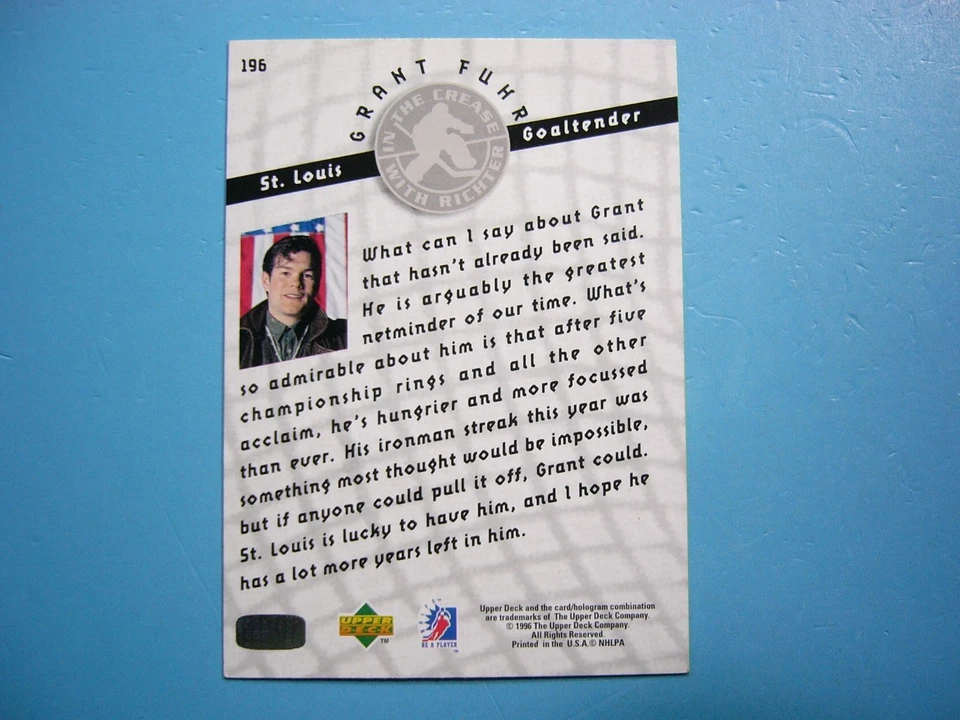 196
GRANT FUHR
IN THE CREASE
WITH RICHTER
St. Louis
Goaltender
What can I say about Grant
that hasn't already been said.
He is arguably the greatest
netminder of our time. What's
so admirable about him is that after five
championship rings and all the other
acclaim, he's hungrier and more focussed
than ever. His ironman streak this year was
something most thought would be impossible,
but if anyone could pull it off, Grant could.
St. Louis is lucky to have him, and I hope he
has a lot more years left in him.
UPPER
DECK
TM
BE A PLAYER
Upper Deck and the card/hologram combination
are trademarks of The Upper Deck Company.
© 1996 The Upper Deck Company.
All Rights Reserved.
Printed in the U.S.A. © NHLPA